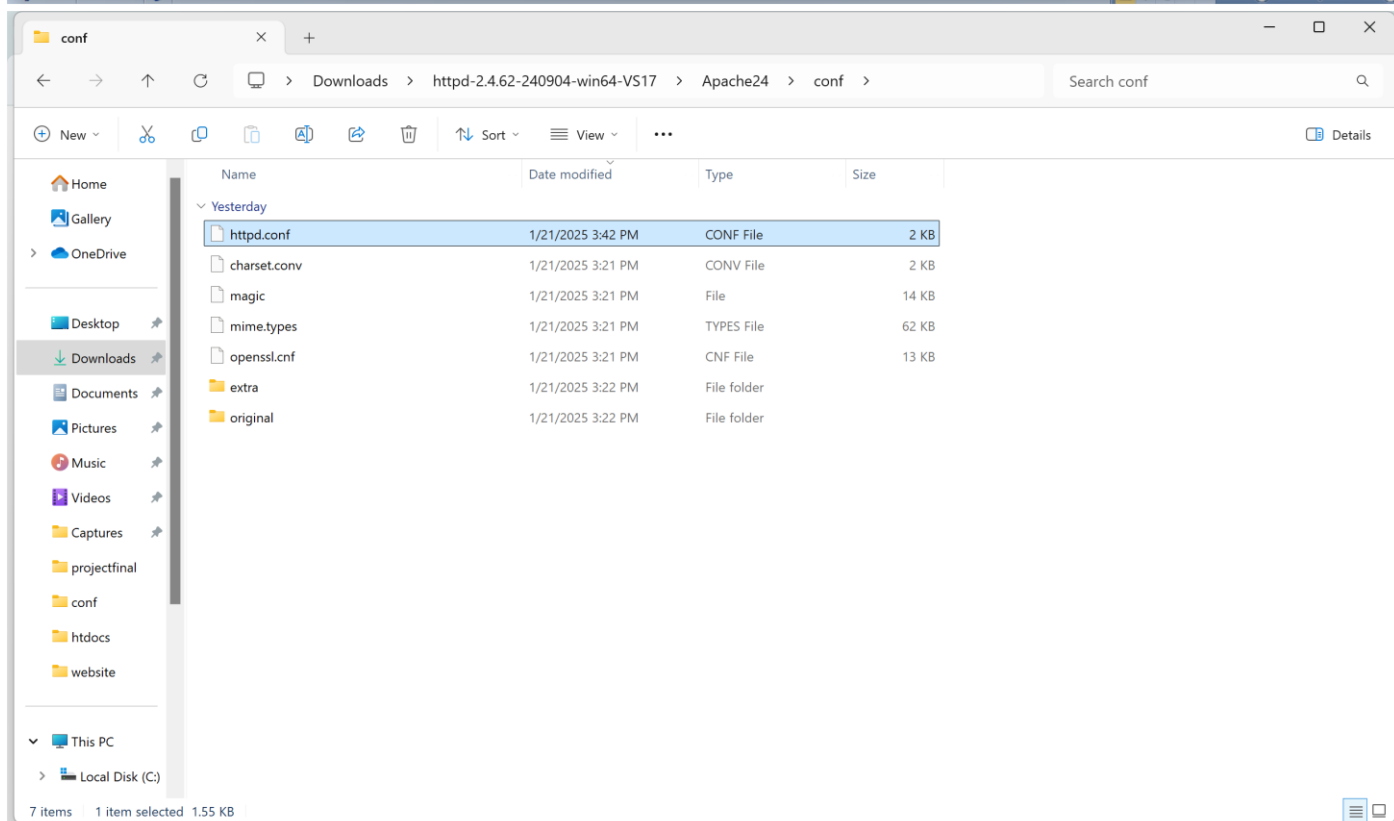 conf
Downloads > httpd-2.4.62-240904-win64-VS17 > Apache24 > conf >
Search conf
New
Sort
View
Details
Name Date modified Type Size
Yesterday
httpd.conf 1/21/2025 3:42 PM CONF File 2 KB
charset.conv 1/21/2025 3:21 PM CONV File 2 KB
magic 1/21/2025 3:21 PM File 14 KB
mime.types 1/21/2025 3:21 PM TYPES File 62 KB
openssl.cnf 1/21/2025 3:21 PM CNF File 13 KB
extra 1/21/2025 3:22 PM File folder
original 1/21/2025 3:22 PM File folder
Home
Gallery
OneDrive
Desktop
Downloads
Documents
Pictures
Music
Videos
Captures
projectfinal
conf
htdocs
website
This PC
Local Disk (C:)
7 items 1 item selected 1.55 KB